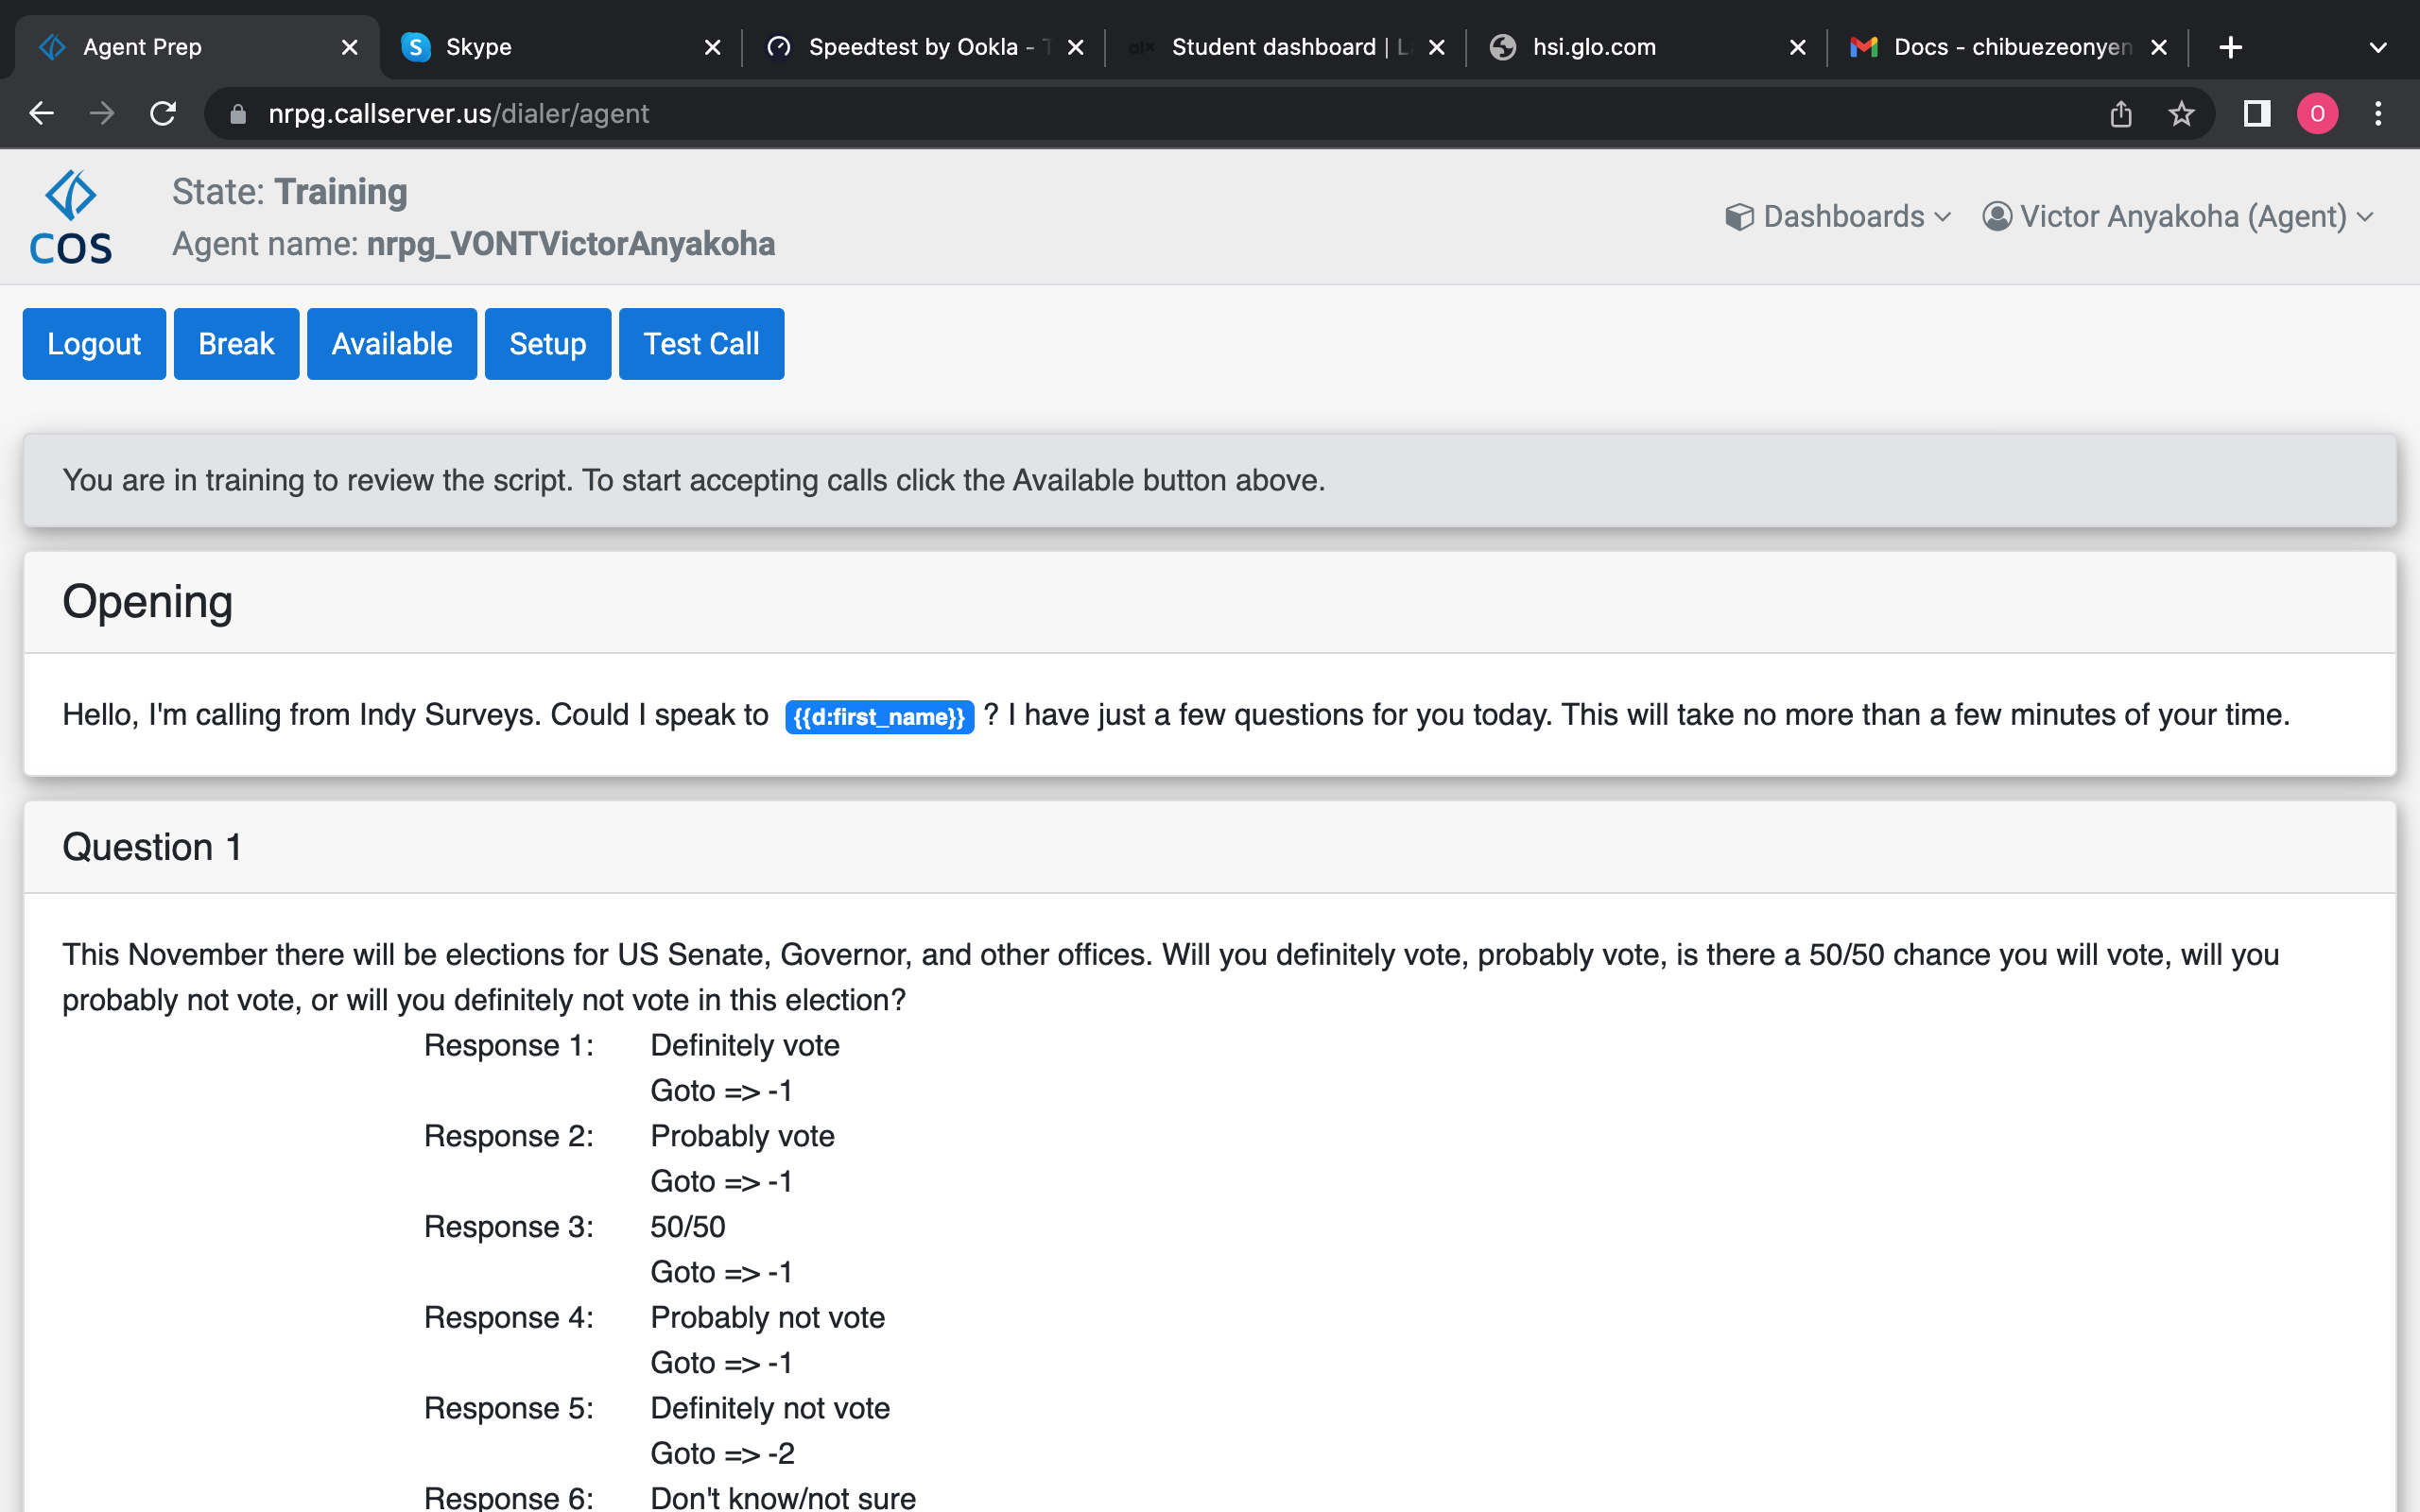 Agent Prep
Skype
Speedtest by Ookla -
Student dashboard |
hsi.glo.com
Docs - chibuezeonyen
nrpg.callserver.us/dialer/agent
O
COS
State: Training
Agent name: nrpg_VONTVictorAnyakoha
Dashboards
Victor Anyakoha (Agent)
Logout
Break
Available
Setup
Test Call
You are in training to review the script. To start accepting calls click the Available button above.
Opening
Hello, I'm calling from Indy Surveys. Could I speak to {{d:first_name}} ? I have just a few questions for you today. This will take no more than a few minutes of your time.
Question 1
This November there will be elections for US Senate, Governor, and other offices. Will you definitely vote, probably vote, is there a 50/50 chance you will vote, will you
probably not vote, or will you definitely not vote in this election?
Response 1: Definitely vote
Goto => -1
Response 2: Probably vote
Goto => -1
Response 3: 50/50
Goto => -1
Response 4: Probably not vote
Goto => -1
Response 5: Definitely not vote
Goto => -2
Response 6: Don't know/not sure